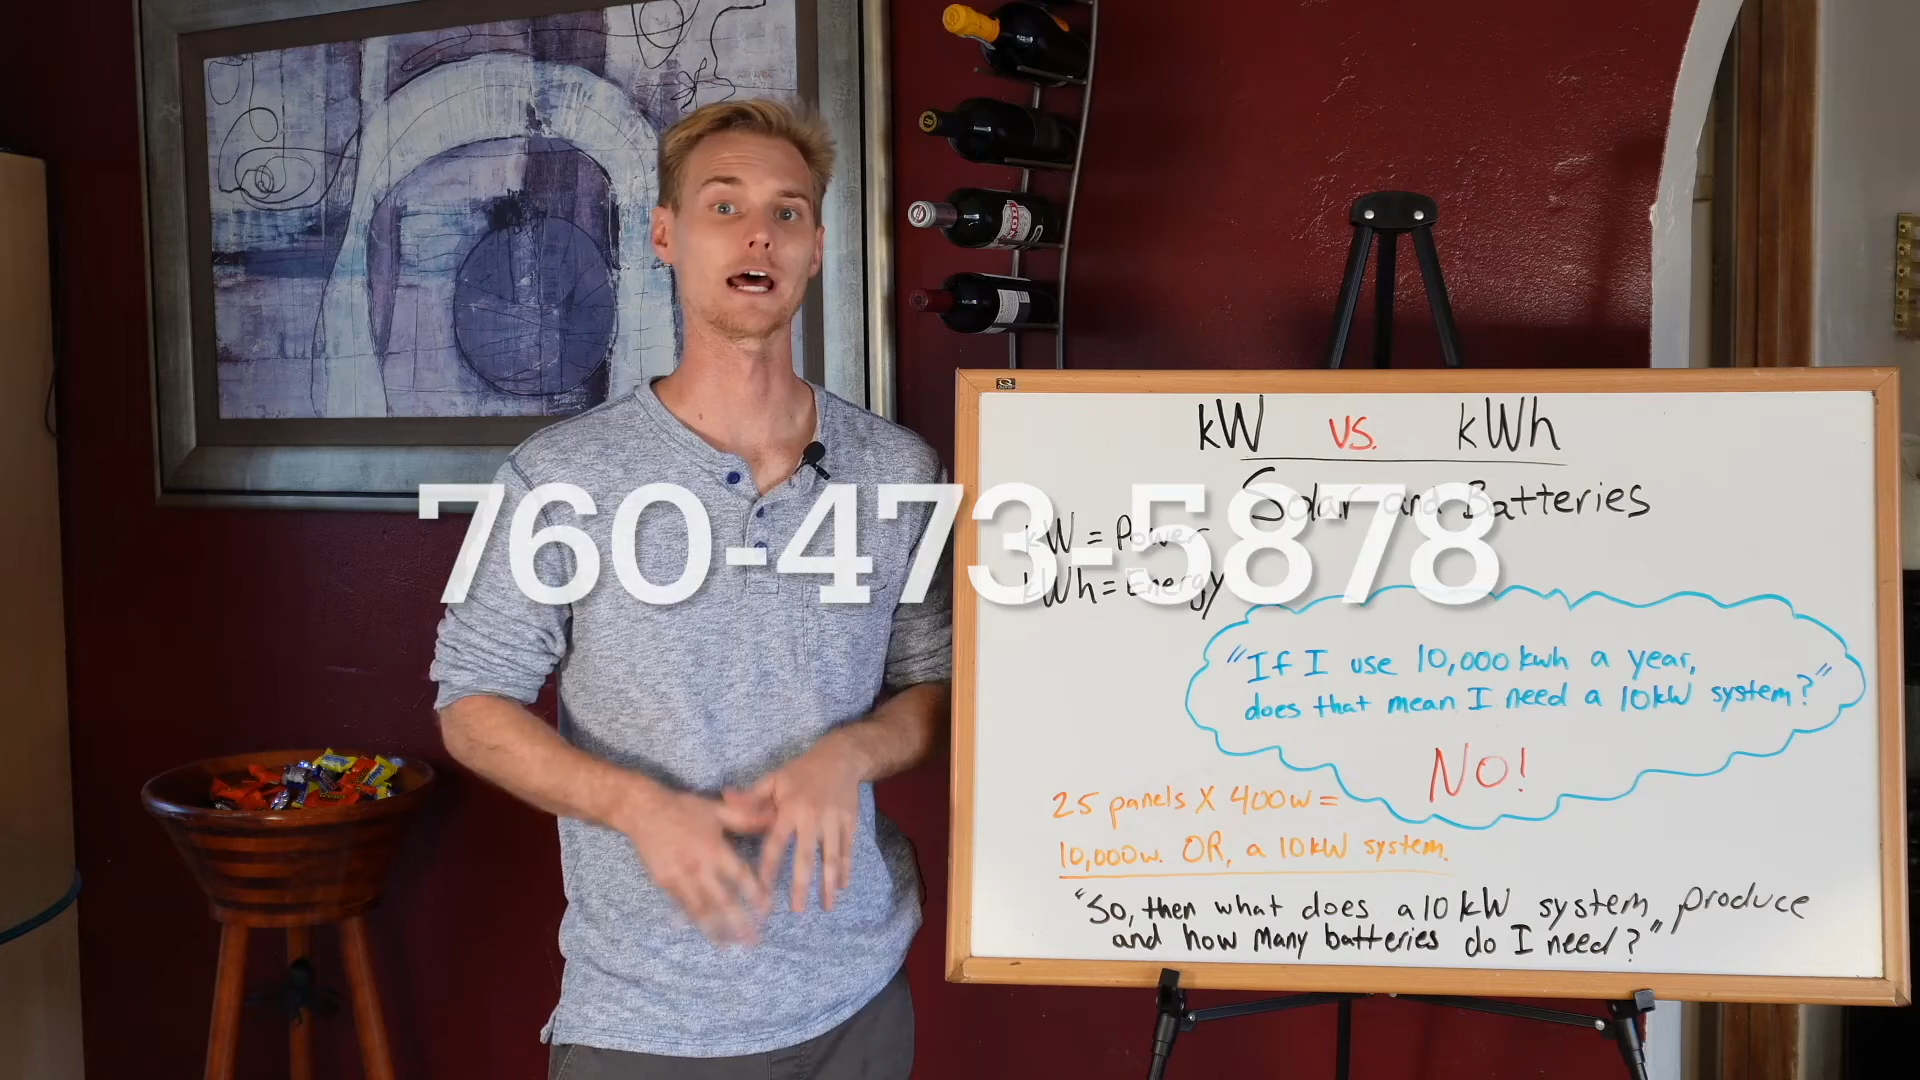 kW vs. kWh
Solar and Batteries
760-473-5878
kW = Power
kWh = Energy
"If I use 10,000 kwh a year,
does that mean I need a 10kW system?"
NO!
25 panels X 400w =
10,000w. OR, a 10kW system.
"So, then what does a 10 kW system produce
and how many batteries do I need?"